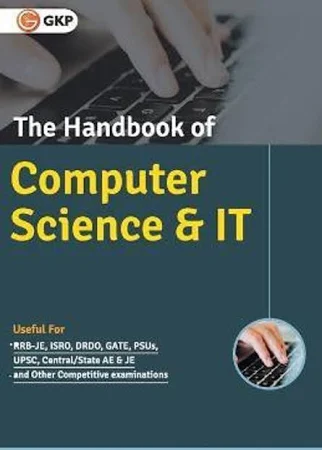 GKP
The Handbook of
Computer
Science & IT
Useful For
RRB-JE, ISRO, DRDO, GATE, PSUs,
UPSC, Central/State AE & JE
and Other Competitive examinations